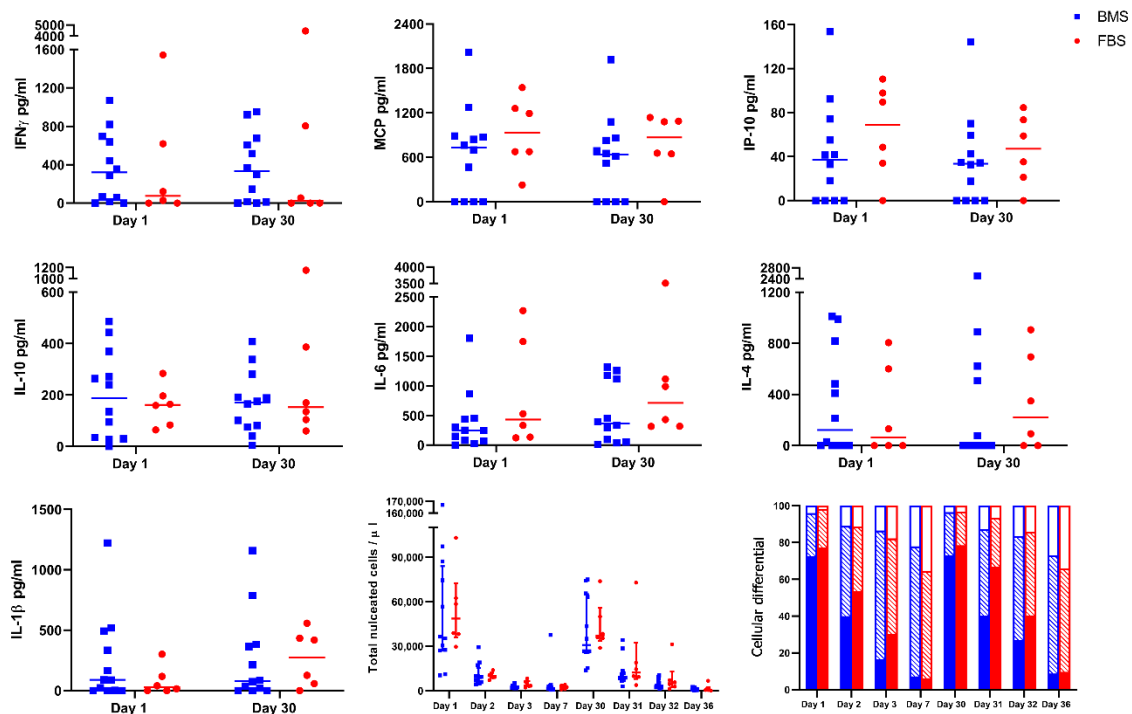 5000
4000
1600
1200
800
400
0
IFNγ pg/ml
Day 1
Day 30
2400
1800
1200
600
0
MCP pg/ml
Day 1
Day 30
160
120
80
40
0
IP-10 pg/ml
Day 1
Day 30
BMS
FBS
1200
1000
600
400
200
0
IL-10 pg/ml
Day 1
Day 30
4000
3500
2500
2000
1500
1000
500
0
IL-6 pg/ml
Day 1
Day 30
2800
2400
1200
800
400
0
IL-4 pg/ml
Day 1
Day 30
1500
1000
500
0
IL-1β pg/ml
Day 1
Day 30
170,000
160,000
90,000
60,000
30,000
0
Total nulceated cells / µl
Day 1 Day 2 Day 3 Day 7 Day 30 Day 31 Day 32 Day 36
100
80
60
40
20
0
Cellular differential
Day 1 Day 2 Day 3 Day 7 Day 30 Day 31 Day 32 Day 36